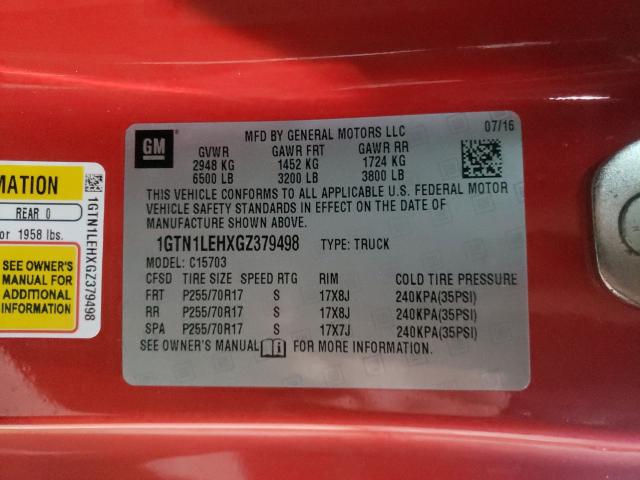 MATION
REAR 0
or 1958 lbs.
SEE OWNER'S
MANUAL FOR
ADDITIONAL
INFORMATION
1GTN1LEHXGZ379498
GM
MFD BY GENERAL MOTORS LLC 07/16
GVWR GAWR FRT GAWR RR
2948 KG 1452 KG 1724 KG
6500 LB 3200 LB 3800 LB
THIS VEHICLE CONFORMS TO ALL APPLICABLE U.S. FEDERAL MOTOR
VEHICLE SAFETY STANDARDS IN EFFECT ON THE DATE OF
MANUFACTURE SHOWN ABOVE.
1GTN1LEHXGZ379498 TYPE: TRUCK
MODEL: C15703
CFSD TIRE SIZE SPEED RTG RIM COLD TIRE PRESSURE
FRT P255/70R17 S 17X8J 240KPA(35PSI)
RR P255/70R17 S 17X8J 240KPA(35PSI)
SPA P255/70R17 S 17X7J 240KPA(35PSI)
SEE OWNER'S MANUAL FOR MORE INFORMATION.